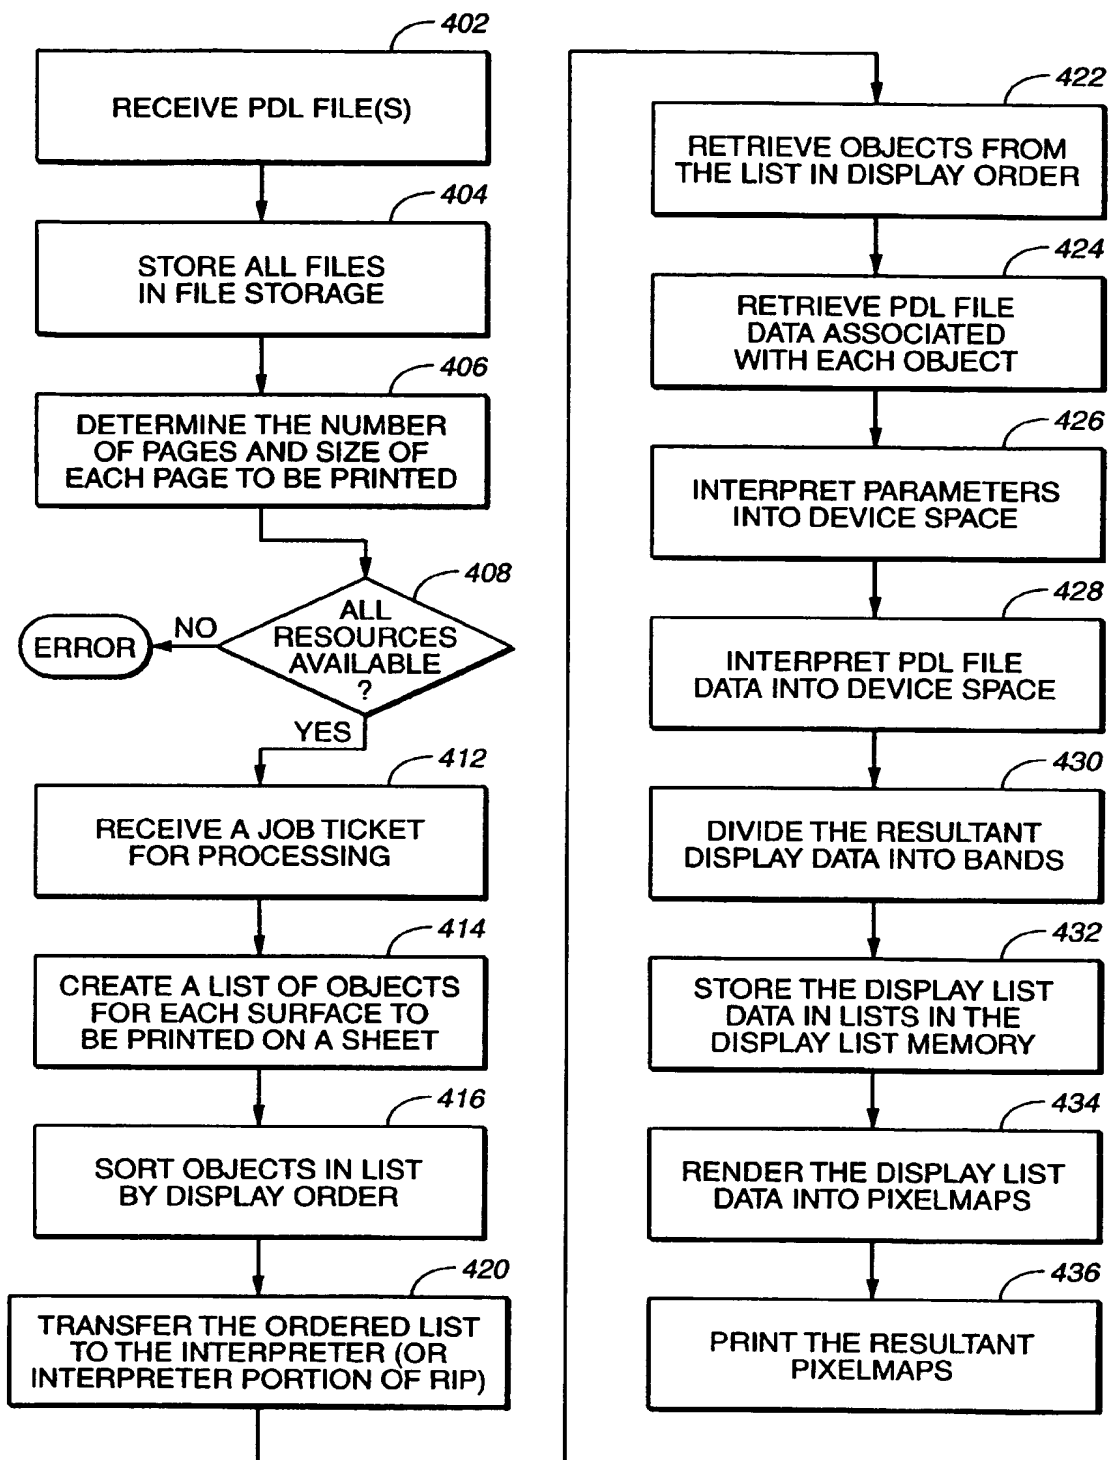 402
RECEIVE PDL FILE(S)
404
STORE ALL FILES
IN FILE STORAGE
406
DETERMINE THE NUMBER
OF PAGES AND SIZE OF
EACH PAGE TO BE PRINTED
408
ALL
RESOURCES
AVAILABLE
?
NO
ERROR
YES
412
RECEIVE A JOB TICKET
FOR PROCESSING
414
CREATE A LIST OF OBJECTS
FOR EACH SURFACE TO
BE PRINTED ON A SHEET
416
SORT OBJECTS IN LIST
BY DISPLAY ORDER
420
TRANSFER THE ORDERED LIST
TO THE INTERPRETER (OR
INTERPRETER PORTION OF RIP)
422
RETRIEVE OBJECTS FROM
THE LIST IN DISPLAY ORDER
424
RETRIEVE PDL FILE
DATA ASSOCIATED
WITH EACH OBJECT
426
INTERPRET PARAMETERS
INTO DEVICE SPACE
428
INTERPRET PDL FILE
DATA INTO DEVICE SPACE
430
DIVIDE THE RESULTANT
DISPLAY DATA INTO BANDS
432
STORE THE DISPLAY LIST
DATA IN LISTS IN THE
DISPLAY LIST MEMORY
434
RENDER THE DISPLAY LIST
DATA INTO PIXELMAPS
436
PRINT THE RESULTANT
PIXELMAPS